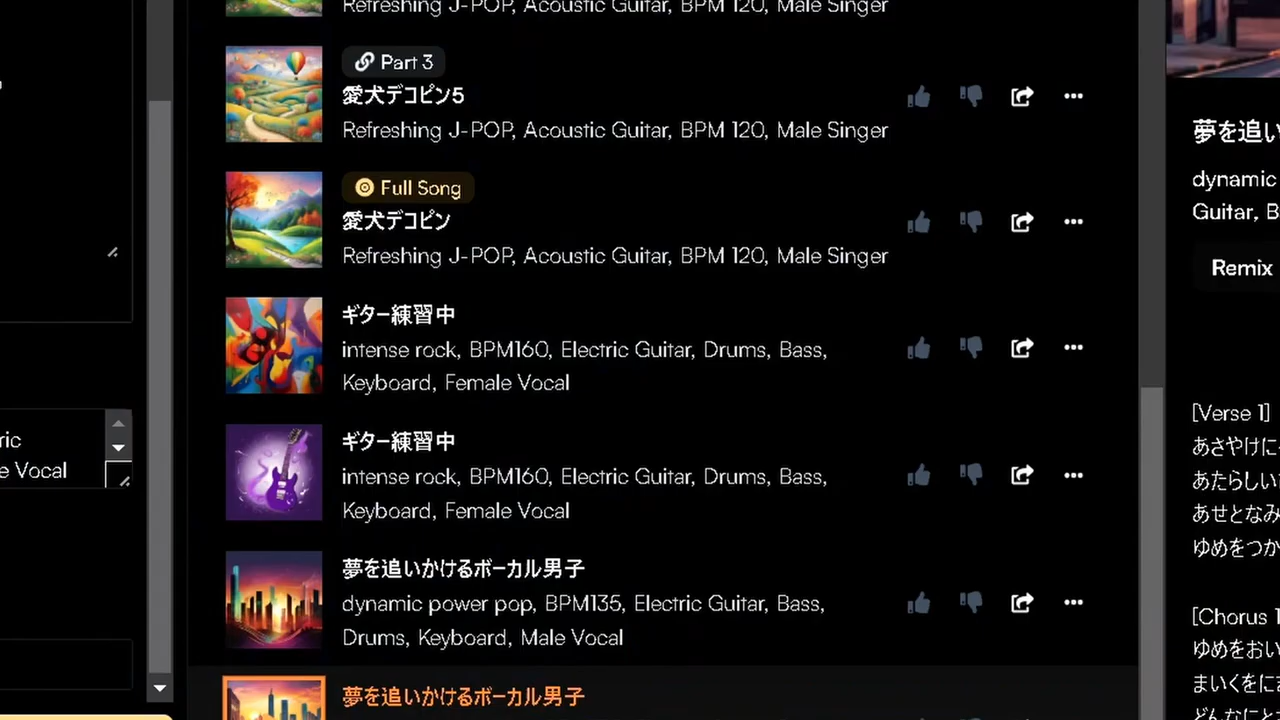 Refreshing J-POP, Acoustic Guitar, BPM 120, Male Singer
Part 3
愛犬デコピン5
Refreshing J-POP, Acoustic Guitar, BPM 120, Male Singer
Full Song
愛犬デコピン
Refreshing J-POP, Acoustic Guitar, BPM 120, Male Singer
ギター練習中
intense rock, BPM160, Electric Guitar, Drums, Bass,
Keyboard, Female Vocal
ギター練習中
intense rock, BPM160, Electric Guitar, Drums, Bass,
Keyboard, Female Vocal
夢を追いかけるボーカル男子
dynamic power pop, BPM135, Electric Guitar, Bass,
Drums, Keyboard, Male Vocal
夢を追いかけるボーカル男子
ric
e Vocal
夢を追い
dynamic
Guitar, B
Remix
[Verse 1]
あさやけに
あたらしい
あせとなみ
ゆめをつか
[Chorus 1
ゆめをおい
まいくをに
どんなにと